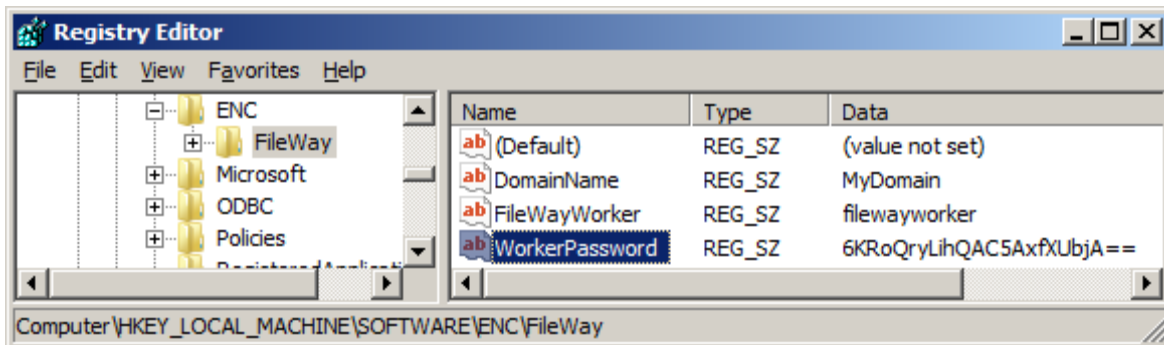 Registry Editor
File Edit View Favorites Help
ENC
FileWay
Microsoft
ODBC
Policies
Name Type Data
(Default) REG_SZ (value not set)
DomainName REG_SZ MyDomain
FileWayWorker REG_SZ filewayworker
WorkerPassword REG_SZ 6KRoQryLihQAC5AxfXUbjA==
Computer\HKEY_LOCAL_MACHINE\SOFTWARE\ENC\FileWay